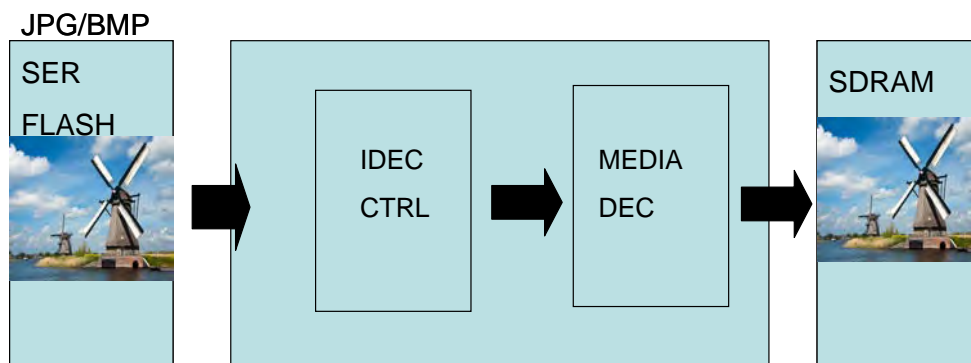 JPG/BMP
SER
FLASH
IDEC
CTRL
MEDIA
DEC
SDRAM